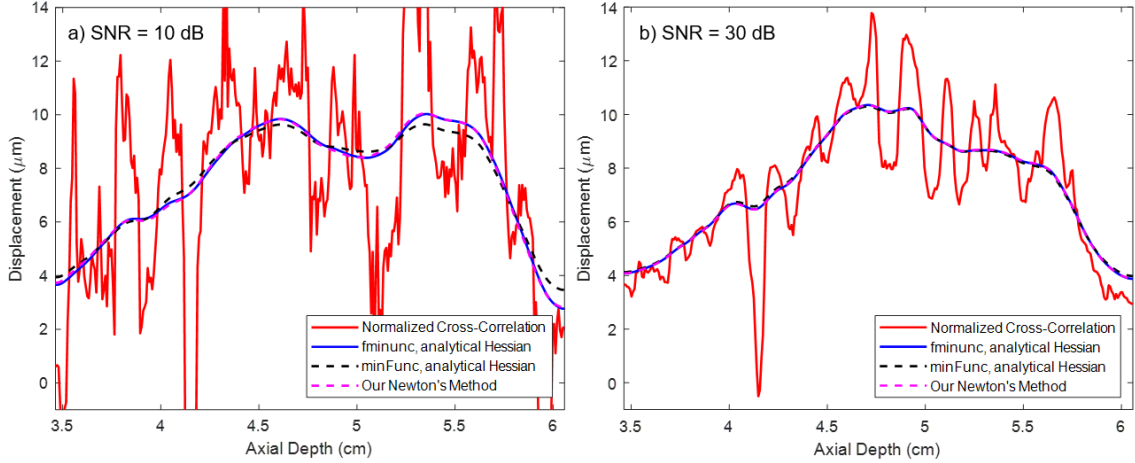 a) SNR = 10 dB
14
12
10
8
6
4
2
0
Displacement (μm)
3.5 4 4.5 5 5.5 6
Axial Depth (cm)
Normalized Cross-Correlation
fminunc, analytical Hessian
minFunc, analytical Hessian
Our Newton's Method
b) SNR = 30 dB
14
12
10
8
6
4
2
0
Displacement (μm)
3.5 4 4.5 5 5.5 6
Axial Depth (cm)
Normalized Cross-Correlation
fminunc, analytical Hessian
minFunc, analytical Hessian
Our Newton's Method